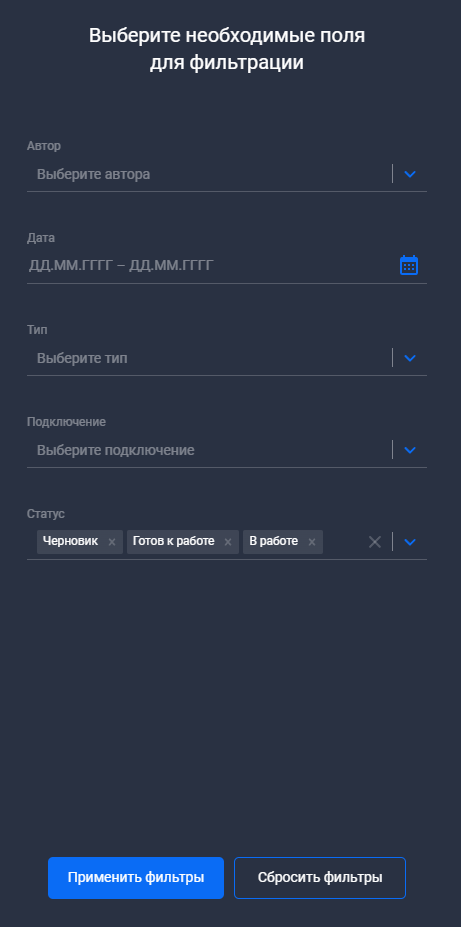 Выберите необходимые поля
для фильтрации
Автор
Выберите автора
Дата
ДД.ММ.ГГГГ – ДД.ММ.ГГГГ
Тип
Выберите тип
Подключение
Выберите подключение
Статус
Черновик × Готов к работе × В работе ×
Применить фильтры Сбросить фильтры